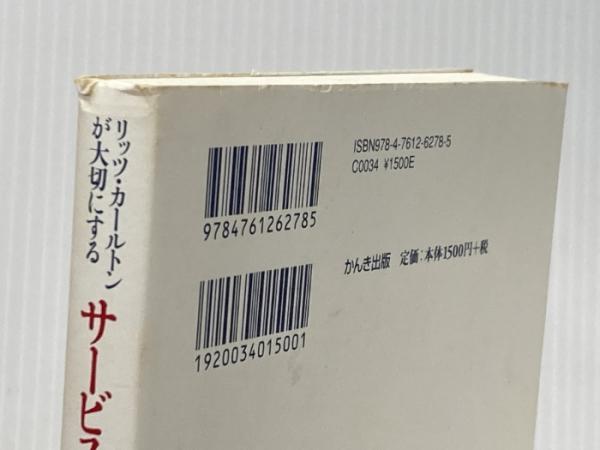 リッツ・カールトン
が大切にする
サービス
ISBN978-4-7612-6278-5
C0034 ¥1500E
9784761262785
かんき出版 定価：本体1500円+税
1920034015001